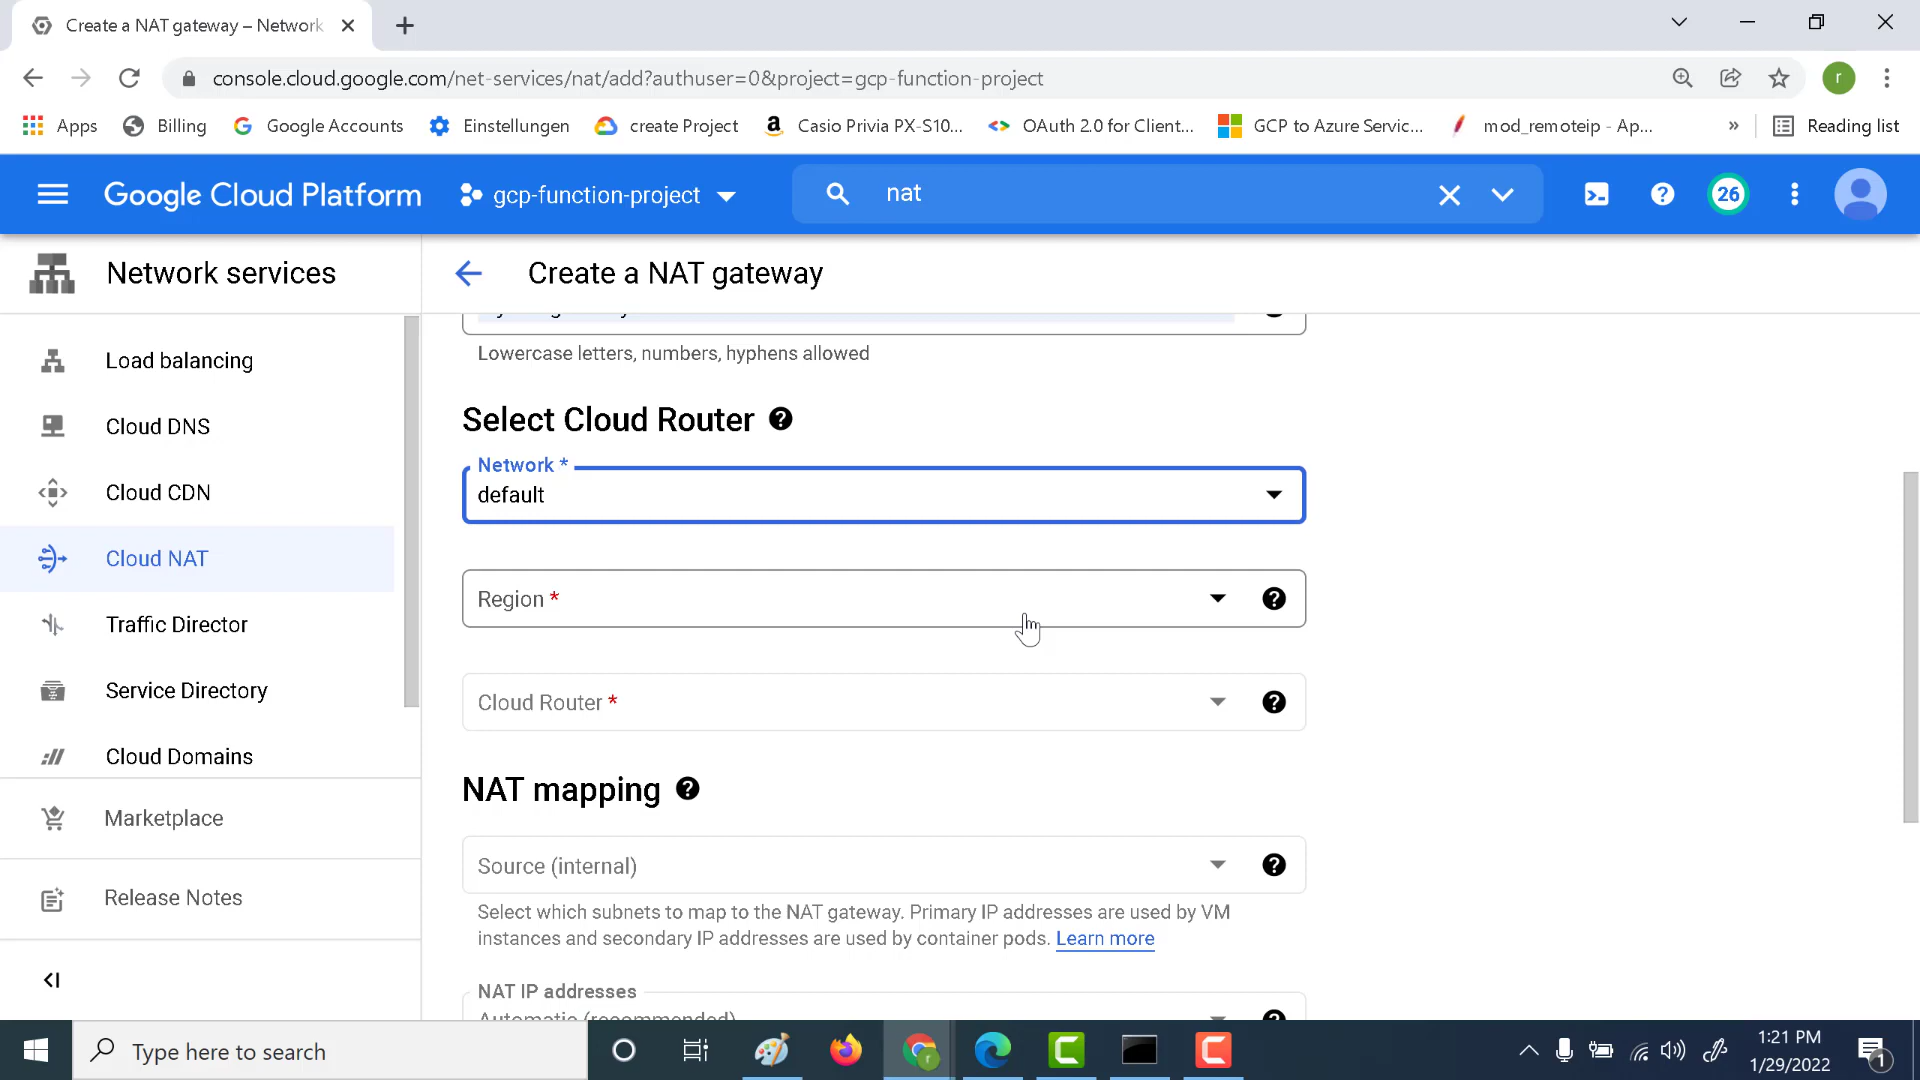 Create a NAT gateway – Network
console.cloud.google.com/net-services/nat/add?authuser=0&project=gcp-function-project
r
Apps
Billing
Google Accounts
Einstellungen
create Project
Casio Privia PX-S10...
OAuth 2.0 for Client...
GCP to Azure Servic...
mod_remoteip - Ap...
»
Reading list
Google Cloud Platform
gcp-function-project
nat
26
Network services
Create a NAT gateway
Load balancing
Cloud DNS
Cloud CDN
Cloud NAT
Traffic Director
Service Directory
Cloud Domains
Marketplace
Release Notes
Lowercase letters, numbers, hyphens allowed
Select Cloud Router
Network *
default
Region *
Cloud Router *
NAT mapping
Source (internal)
Select which subnets to map to the NAT gateway. Primary IP addresses are used by VM
instances and secondary IP addresses are used by container pods. Learn more
NAT IP addresses
Automatic (recommended)
Type here to search
1:21 PM
1/29/2022
1